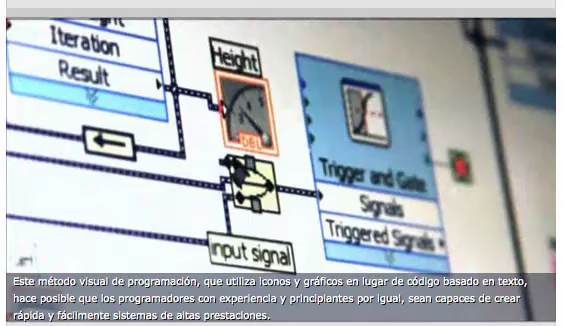 Height
Iteration
Result
Height
DBL
Trigger and Gate
Signals
Triggered Signals
input signal
Este método visual de programación, que utiliza iconos y gráficos en lugar de código basado en texto,
hace posible que los programadores con experiencia y principiantes por igual, sean capaces de crear
rápida y fácilmente sistemas de altas prestaciones.